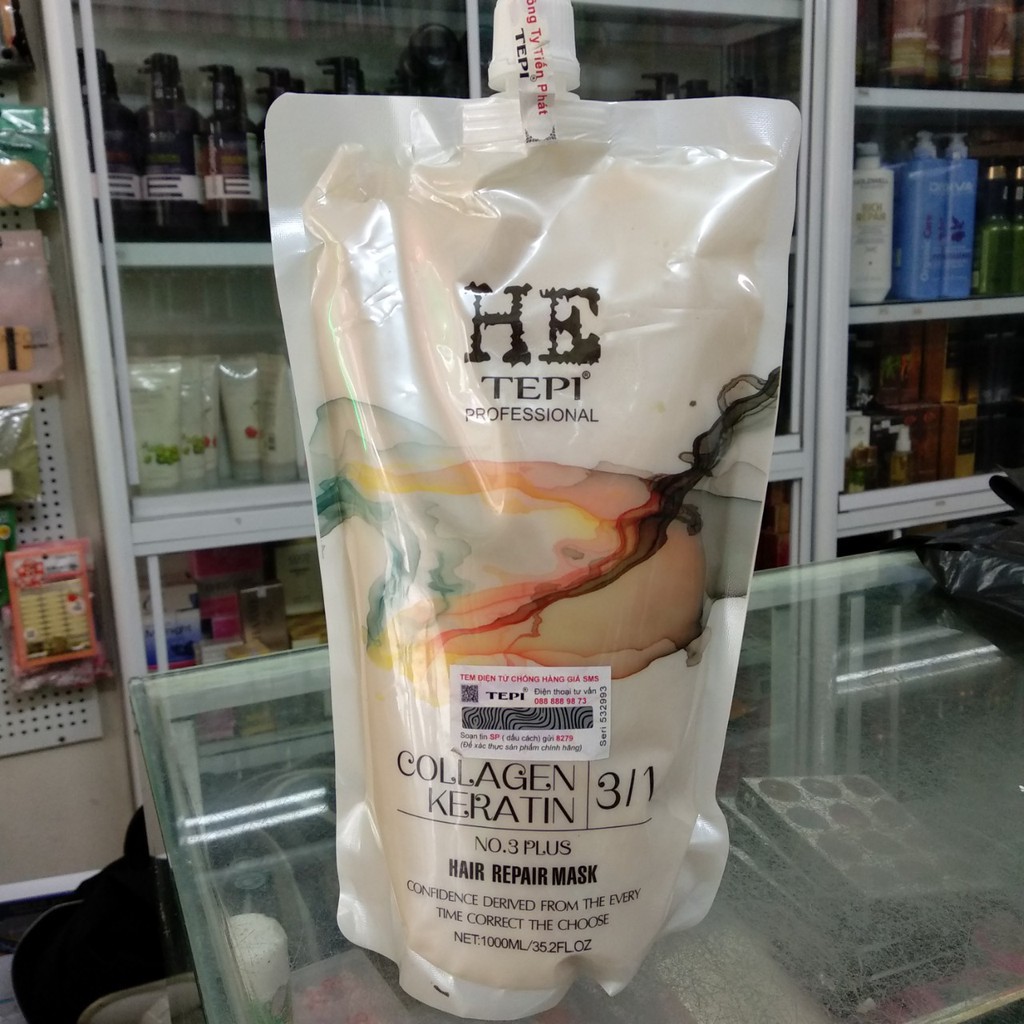 ông Ty Tiến Phát
TEPI
HE
TEPI®
PROFESSIONAL
TEM ĐIỆN TỬ CHỐNG HÀNG GIẢ SMS
TEPI® Điện thoại tư vấn
088 888 98 73
Soạn tin SP ( dấu cách) gửi 8279
(Để xác thực sản phẩm chính hãng)
Seri 532993
COLLAGEN
KERATIN
3/1
NO.3 PLUS
HAIR REPAIR MASK
CONFIDENCE DERIVED FROM THE EVERY
TIME CORRECT THE CHOOSE
NET:1000ML/35.2FL.OZ
RICH
REPAIR